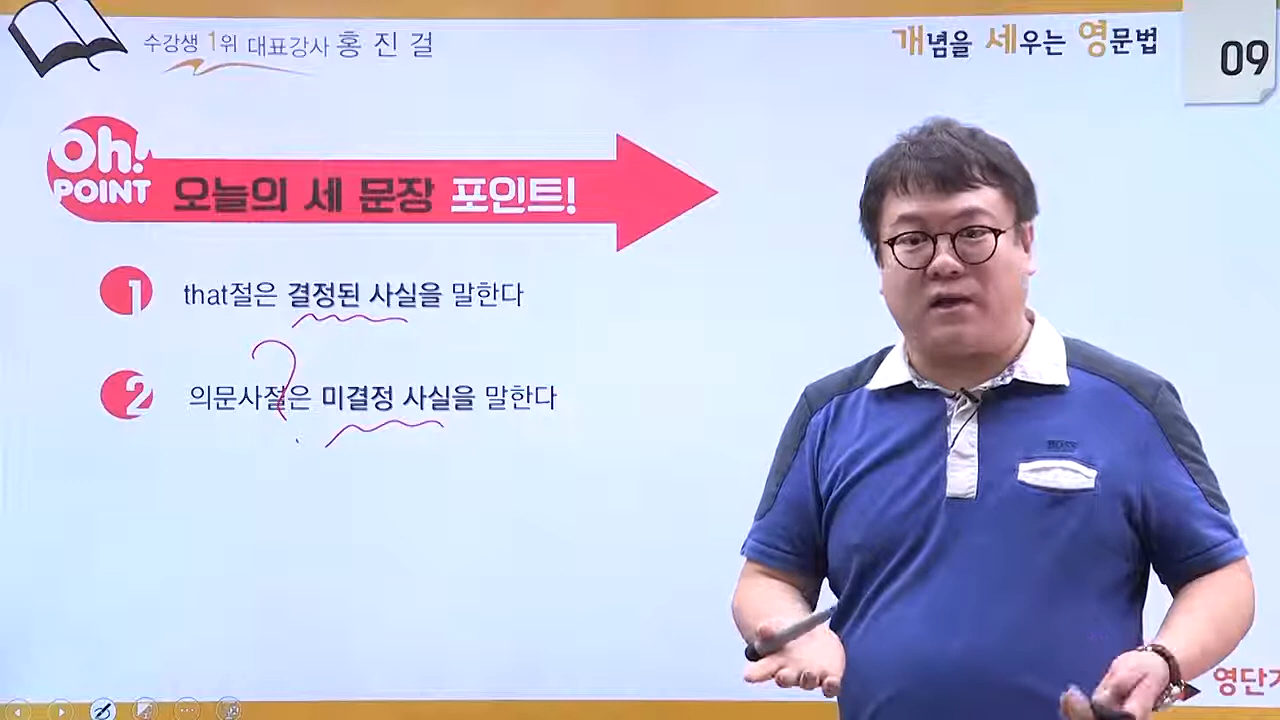 수강생 1위 대표강사 홍진걸
개념을 세우는 영문법
09
Oh!
POINT
오늘의 세 문장 포인트!
1 that절은 결정된 사실을 말한다
2 의문사절은 미결정 사실을 말한다
?
BOSS